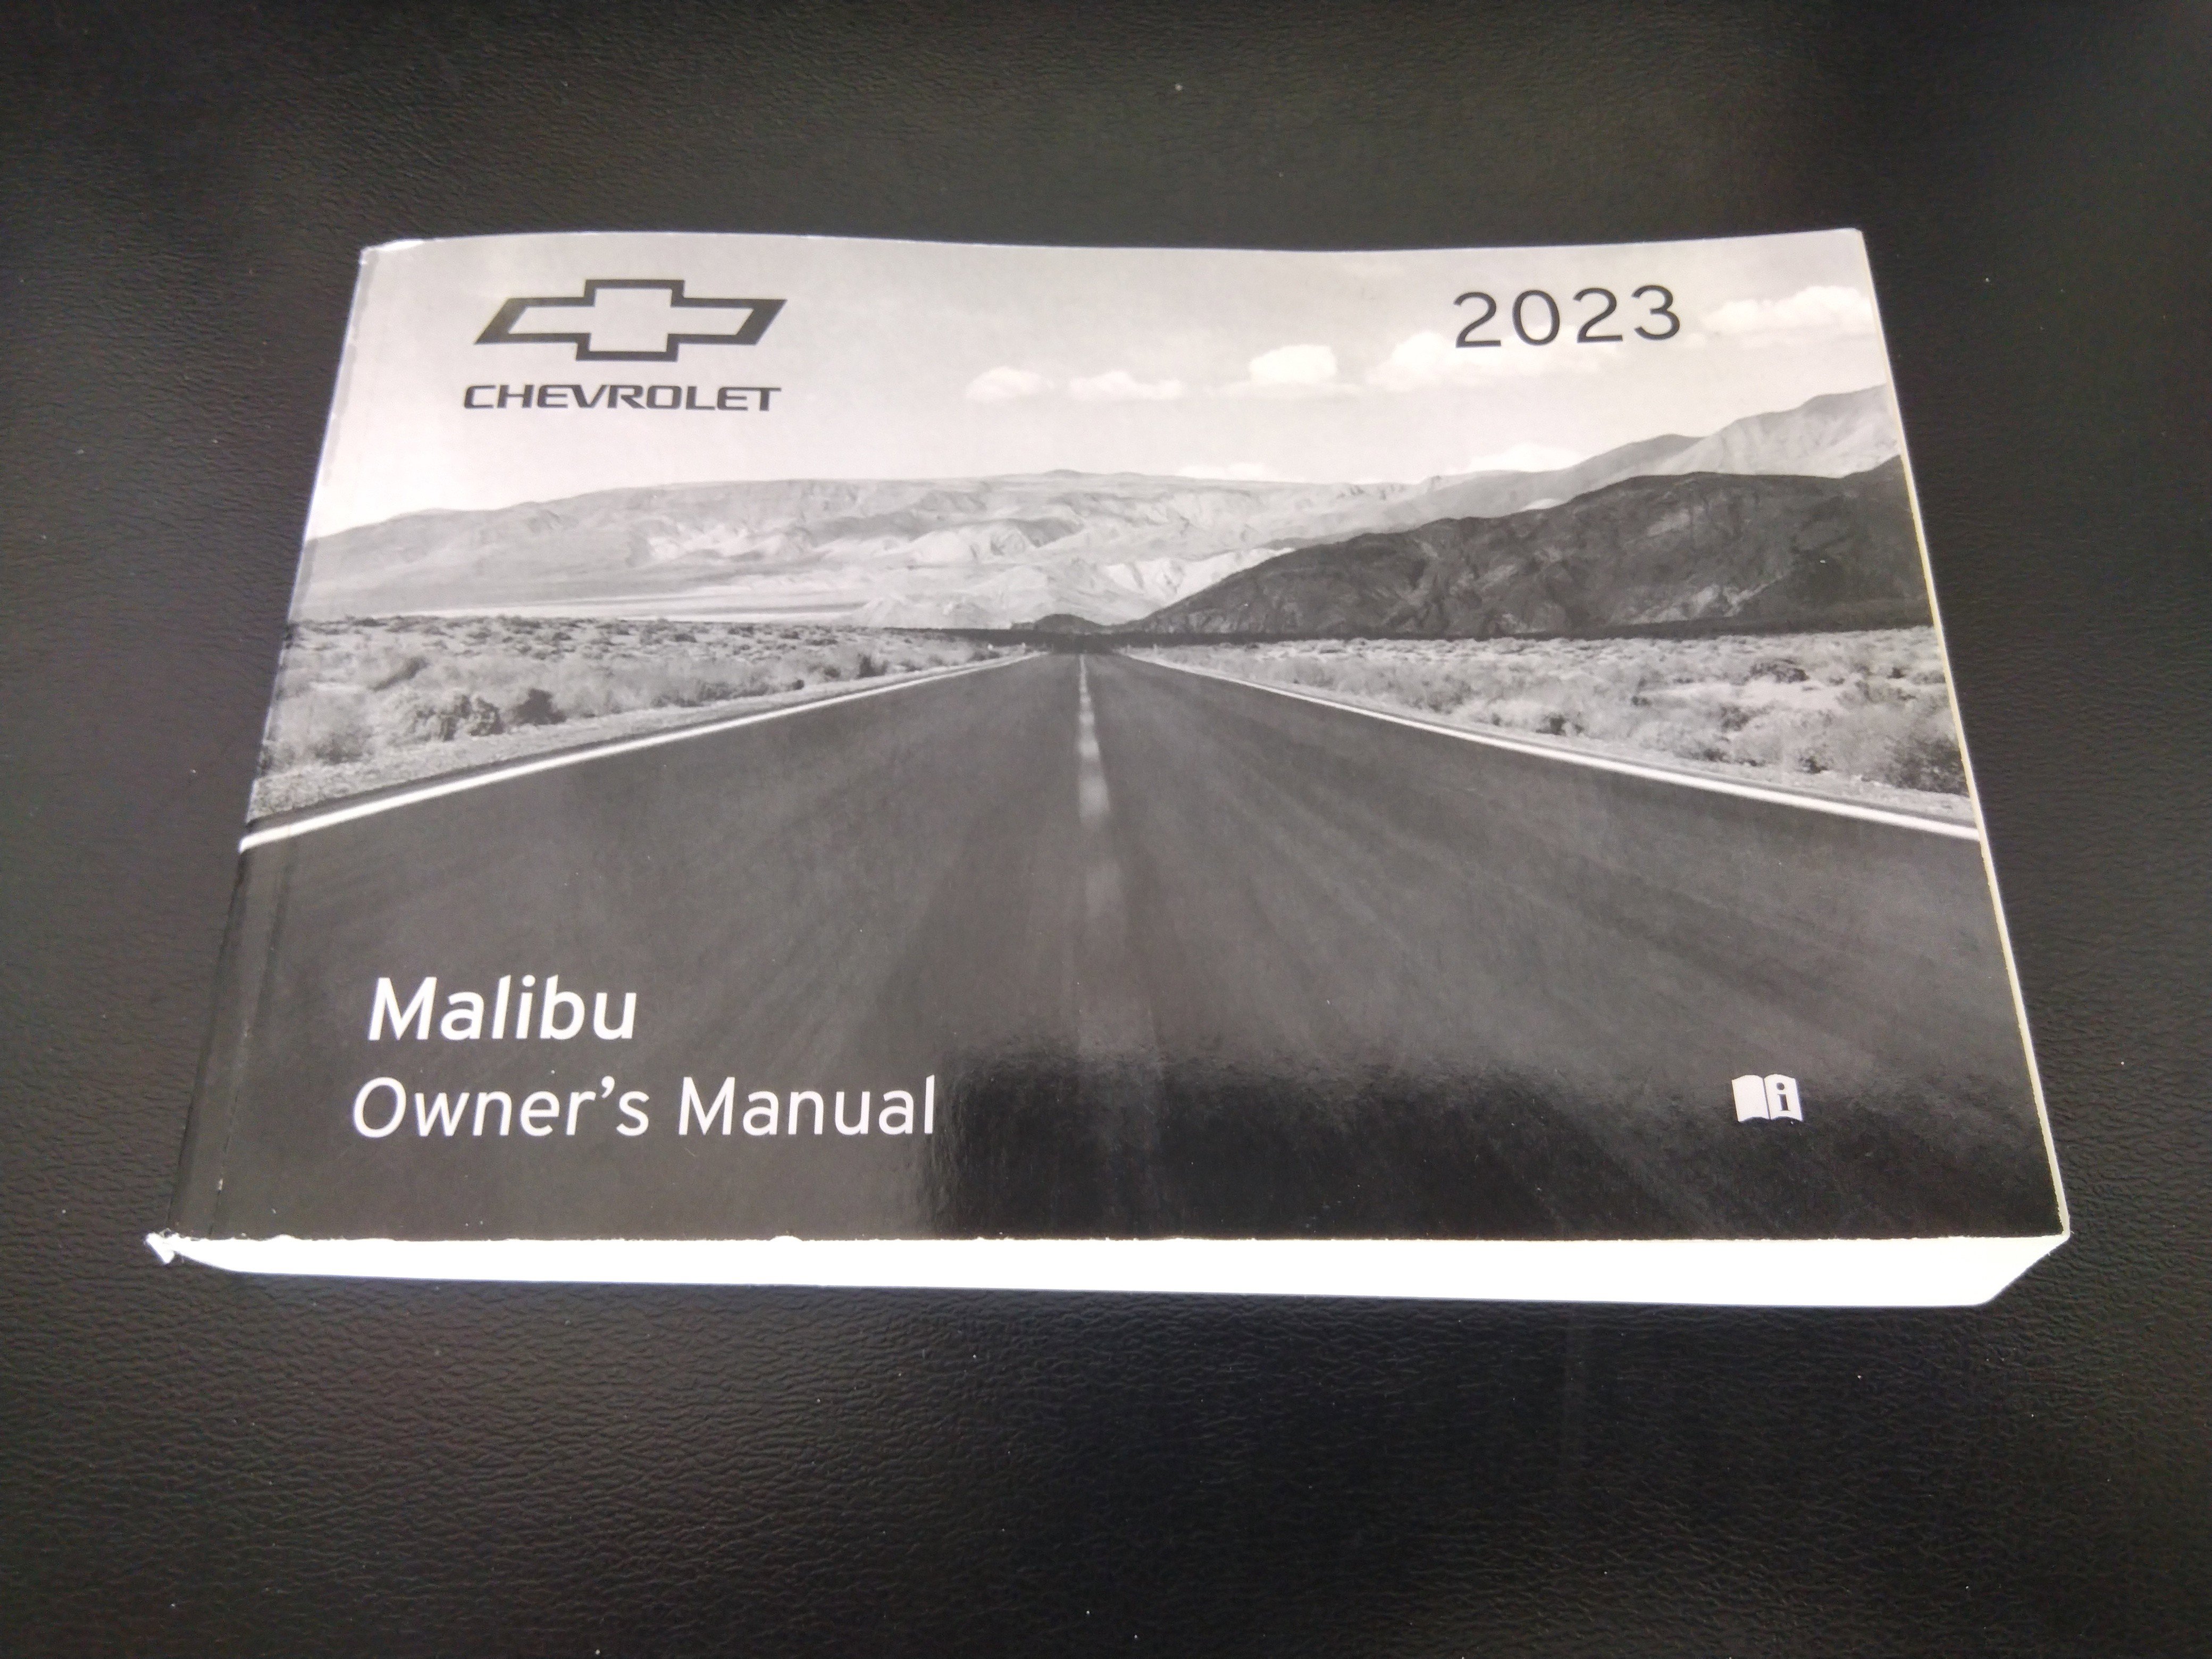 CHEVROLET
2023
Malibu
Owner's Manual
i